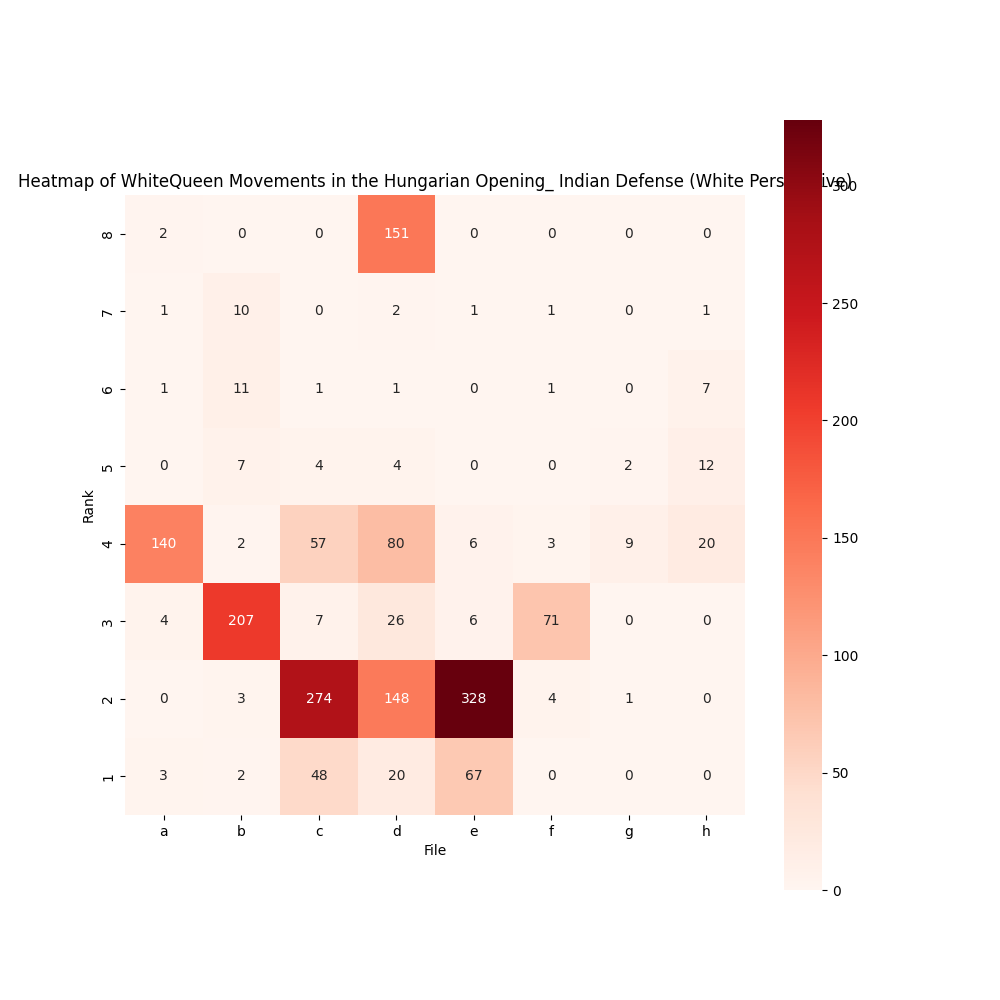 Heatmap of WhiteQueen Movements in the Hungarian Opening_ Indian Defense (White Perspective)
300
8 2 0 0 151 0 0 0 0
7 1 10 0 2 1 1 0 1
250
6 1 11 1 1 0 1 0 7
200
5 0 7 4 4 0 0 2 12
Rank
150
4 140 2 57 80 6 3 9 20
3 4 207 7 26 6 71 0 0
100
2 0 3 274 148 328 4 1 0
50
1 3 2 48 20 67 0 0 0
a b c d e f g h
File
0